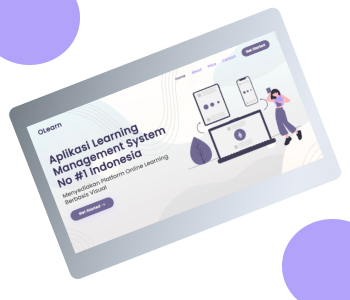 OLearn
Home About More Contact Get Started
Aplikasi Learning
Management System
No #1 Indonesia
Menyediakan Platform Online Learning
Berbasis Visual
Get Started →